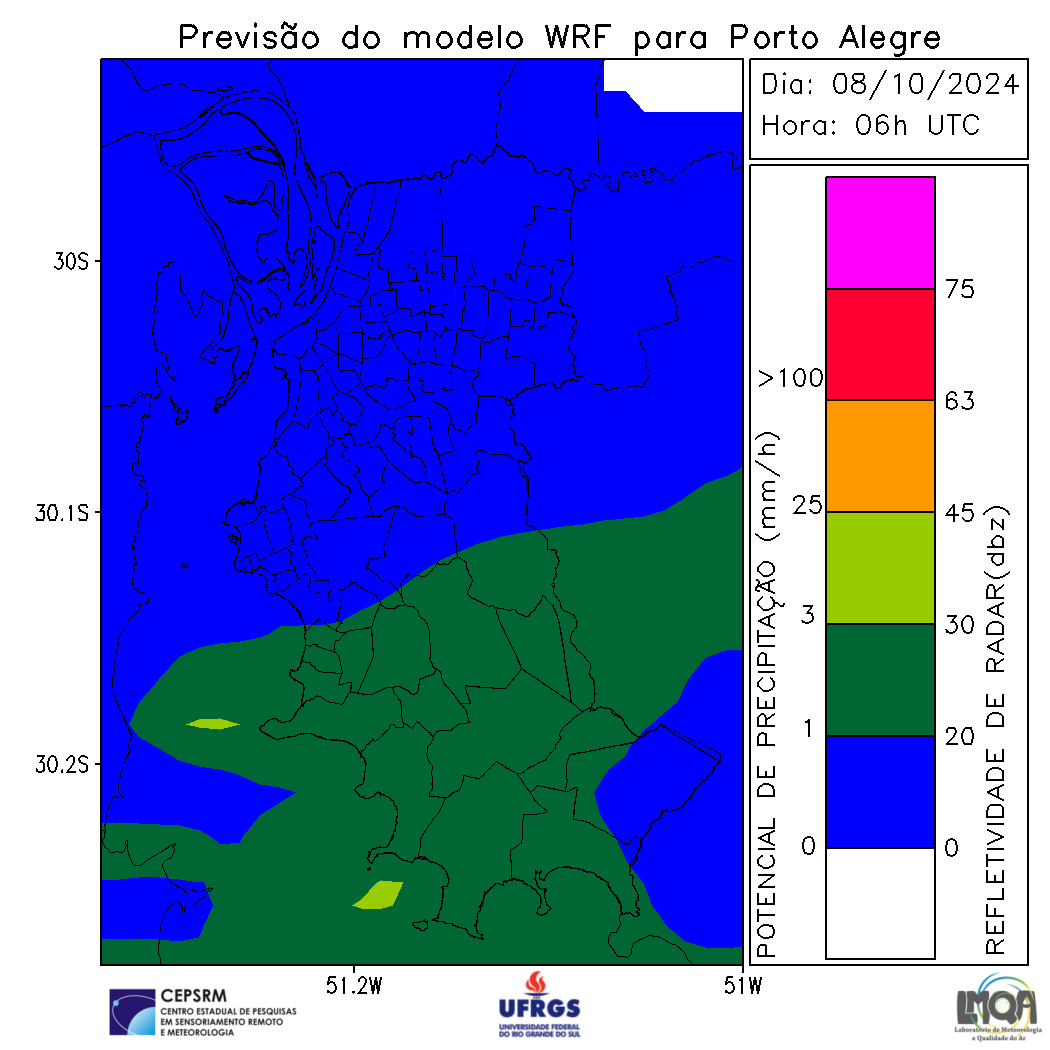 Previsão do modelo WRF para Porto Alegre
Dia: 08/10/2024
Hora: 06h UTC
30S
30.1S
30.2S
51.2W
51W
POTENCIAL DE PRECIPITAÇÃO (mm/h)
>100
25
3
1
0
75
63
45
30
20
0
REFLETIVIDADE DE RADAR(dbz)
CEPSRM
CENTRO ESTADUAL DE PESQUISAS
EM SENSORIAMENTO REMOTO
E METEOROLOGIA
UFRGS
UNIVERSIDADE FEDERAL
DO RIO GRANDE DO SUL
LMQA
Laboratório de Meteorologia
e Qualidade do Ar